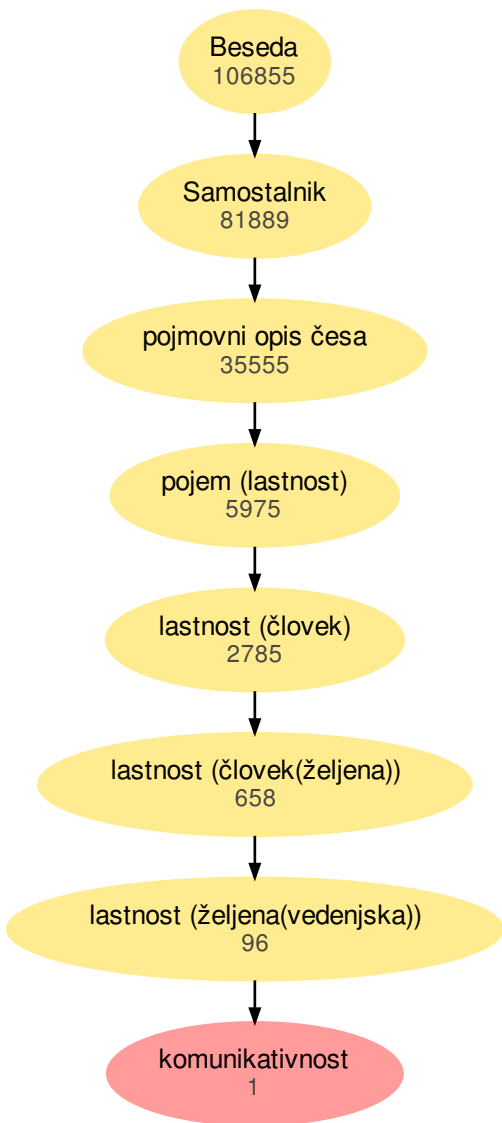 Beseda
106855
Samostalnik
81889
pojmovni opis česa
35555
pojem (lastnost)
5975
lastnost (človek)
2785
lastnost (človek(željena))
658
lastnost (željena(vedenjska))
96
komunikativnost
1